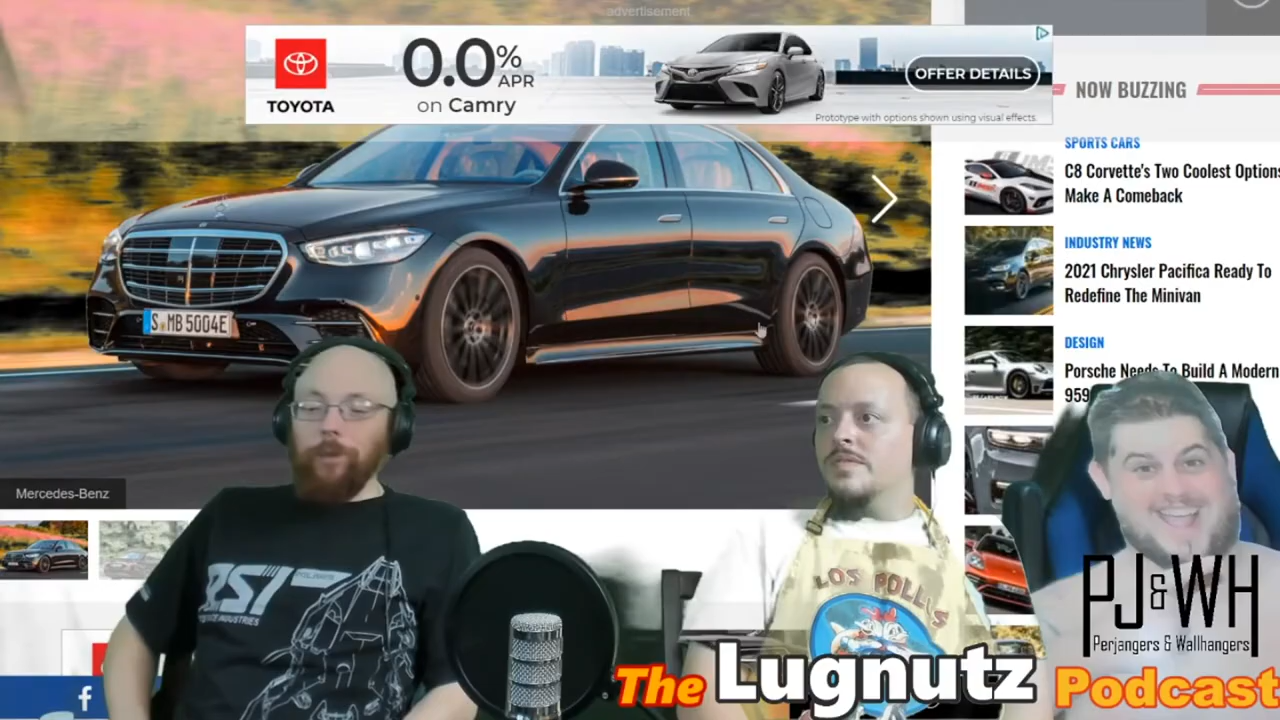 advertisement
TOYOTA
0.0%
APR
on Camry
OFFER DETAILS
Prototype with options shown using visual effects.
NOW BUZZING
SPORTS CARS
C8 Corvette's Two Coolest Options
Make A Comeback
INDUSTRY NEWS
2021 Chrysler Pacifica Ready To
Redefine The Minivan
DESIGN
Porsche Needs To Build A Modern
959
S MB 5004E
Mercedes-Benz
RSI
LOS POLLOS
PJ&WH
Perjangers & Wallhangers
The Lugnutz Podcast
f